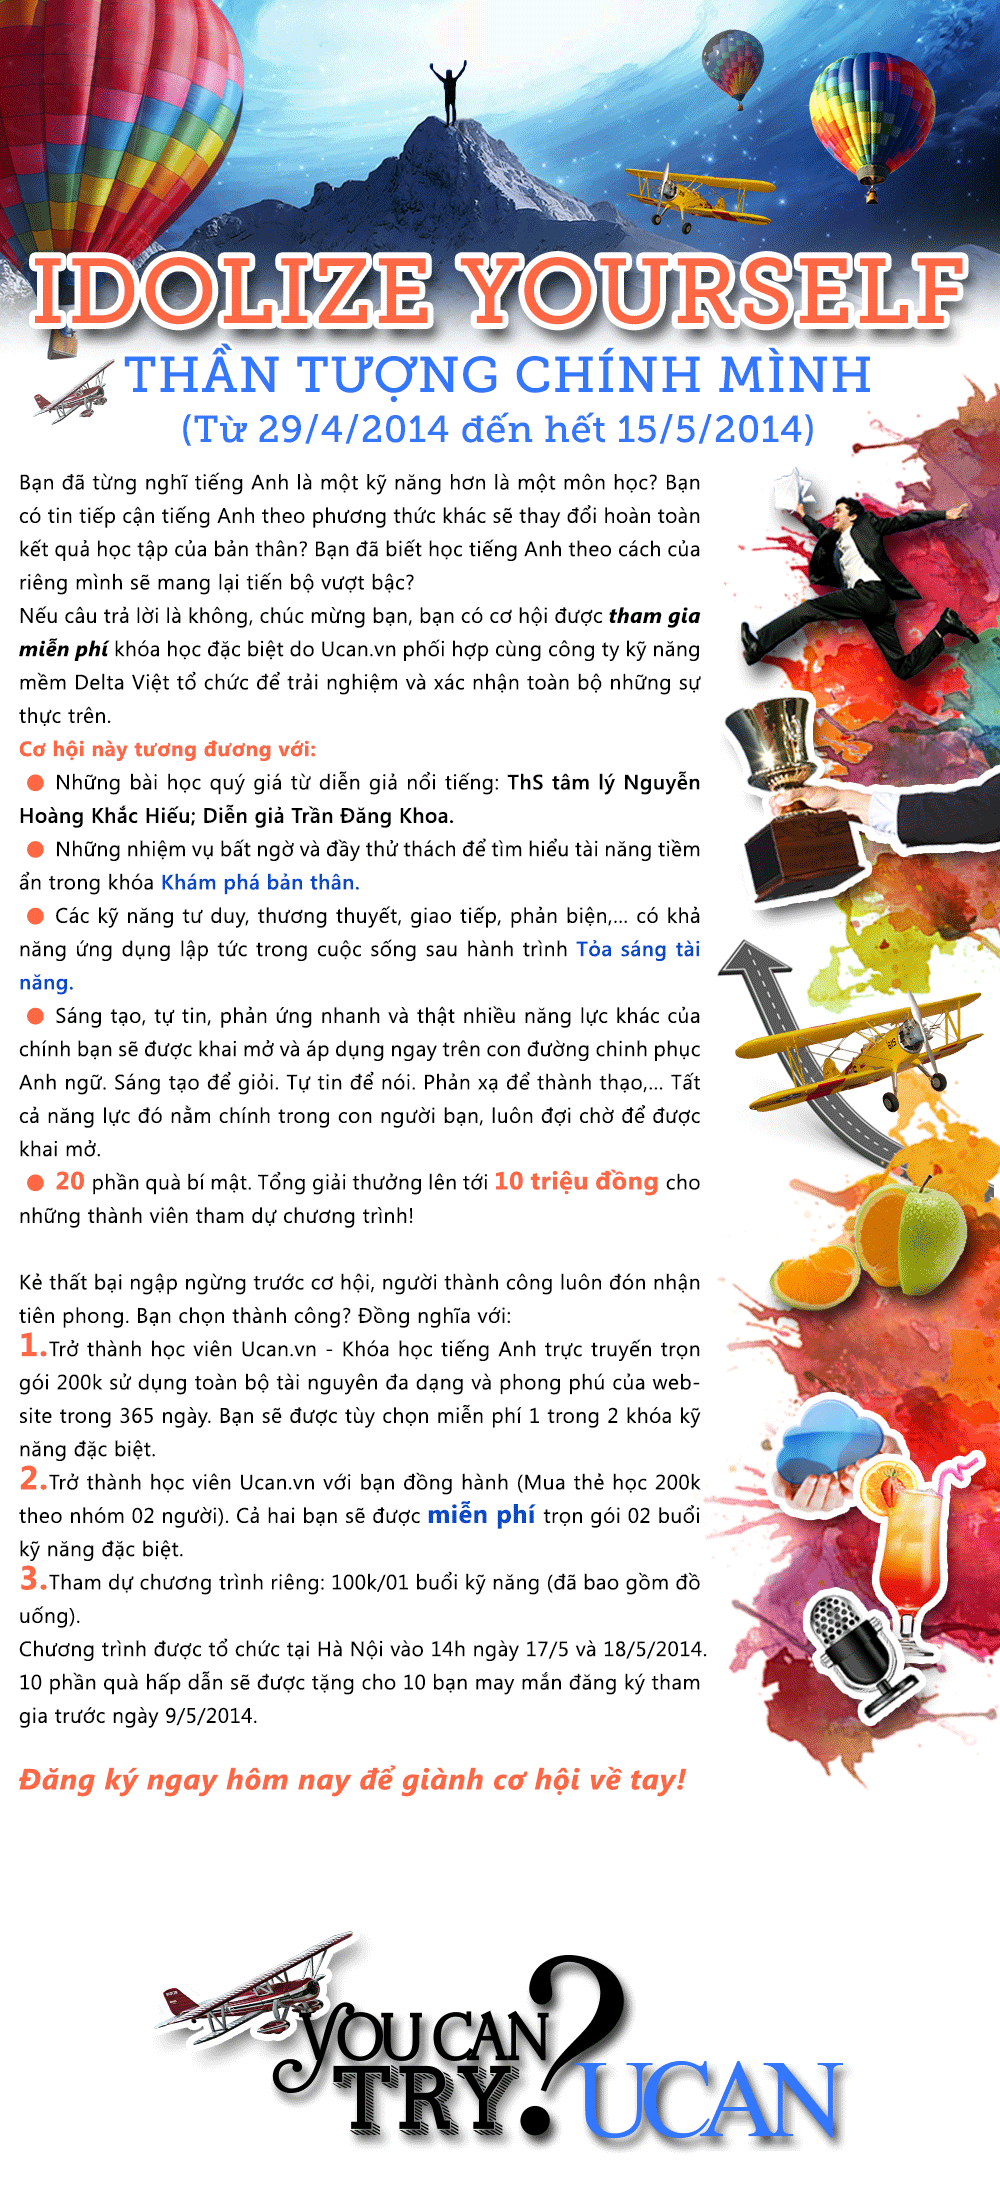 IDOLIZE YOURSELF
THẦN TƯỢNG CHÍNH MÌNH
(Từ 29/4/2014 đến hết 15/5/2014)
Bạn đã từng nghĩ tiếng Anh là một kỹ năng hơn là một môn học? Bạn
có tin tiếp cận tiếng Anh theo phương thức khác sẽ thay đổi hoàn toàn
kết quả học tập của bản thân? Bạn đã biết học tiếng Anh theo cách của
riêng mình sẽ mang lại tiến bộ vượt bậc?
Nếu câu trả lời là không, chúc mừng bạn, bạn có cơ hội được tham gia
miễn phí khóa học đặc biệt do Ucan.vn phối hợp cùng công ty kỹ năng
mềm Delta Việt tổ chức để trải nghiệm và xác nhận toàn bộ những sự
thực trên.
Cơ hội này tương đương với:
● Những bài học quý giá từ diễn giả nổi tiếng: ThS tâm lý Nguyễn
Hoàng Khắc Hiếu; Diễn giả Trần Đăng Khoa.
● Những nhiệm vụ bất ngờ và đầy thử thách để tìm hiểu tài năng tiềm
ẩn trong khóa Khám phá bản thân.
● Các kỹ năng tư duy, thương thuyết, giao tiếp, phản biện,... có khả
năng ứng dụng lập tức trong cuộc sống sau hành trình Tỏa sáng tài
năng.
● Sáng tạo, tự tin, phản ứng nhanh và thật nhiều năng lực khác của
chính bạn sẽ được khai mở và áp dụng ngay trên con đường chinh phục
Anh ngữ. Sáng tạo để giỏi. Tự tin để nói. Phản xạ để thành thạo,... Tất
cả năng lực đó nằm chính trong con người bạn, luôn đợi chờ để được
khai mở.
● 20 phần quà bí mật. Tổng giải thưởng lên tới 10 triệu đồng cho
những thành viên tham dự chương trình!
Kẻ thất bại ngập ngừng trước cơ hội, người thành công luôn đón nhận
tiên phong. Bạn chọn thành công? Đồng nghĩa với:
1.Trở thành học viên Ucan.vn - Khóa học tiếng Anh trực truyến trọn
gói 200k sử dụng toàn bộ tài nguyên đa dạng và phong phú của web-
site trong 365 ngày. Bạn sẽ được tùy chọn miễn phí 1 trong 2 khóa kỹ
năng đặc biệt.
2.Trở thành học viên Ucan.vn với bạn đồng hành (Mua thẻ học 200k
theo nhóm 02 người). Cả hai bạn sẽ được miễn phí trọn gói 02 buổi
kỹ năng đặc biệt.
3.Tham dự chương trình riêng: 100k/01 buổi kỹ năng (đã bao gồm đồ
uống).
Chương trình được tổ chức tại Hà Nội vào 14h ngày 17/5 và 18/5/2014.
10 phần quà hấp dẫn sẽ được tặng cho 10 bạn may mắn đăng ký tham
gia trước ngày 9/5/2014.
Đăng ký ngay hôm nay để giành cơ hội về tay!
YOU CAN
TRY?
UCAN